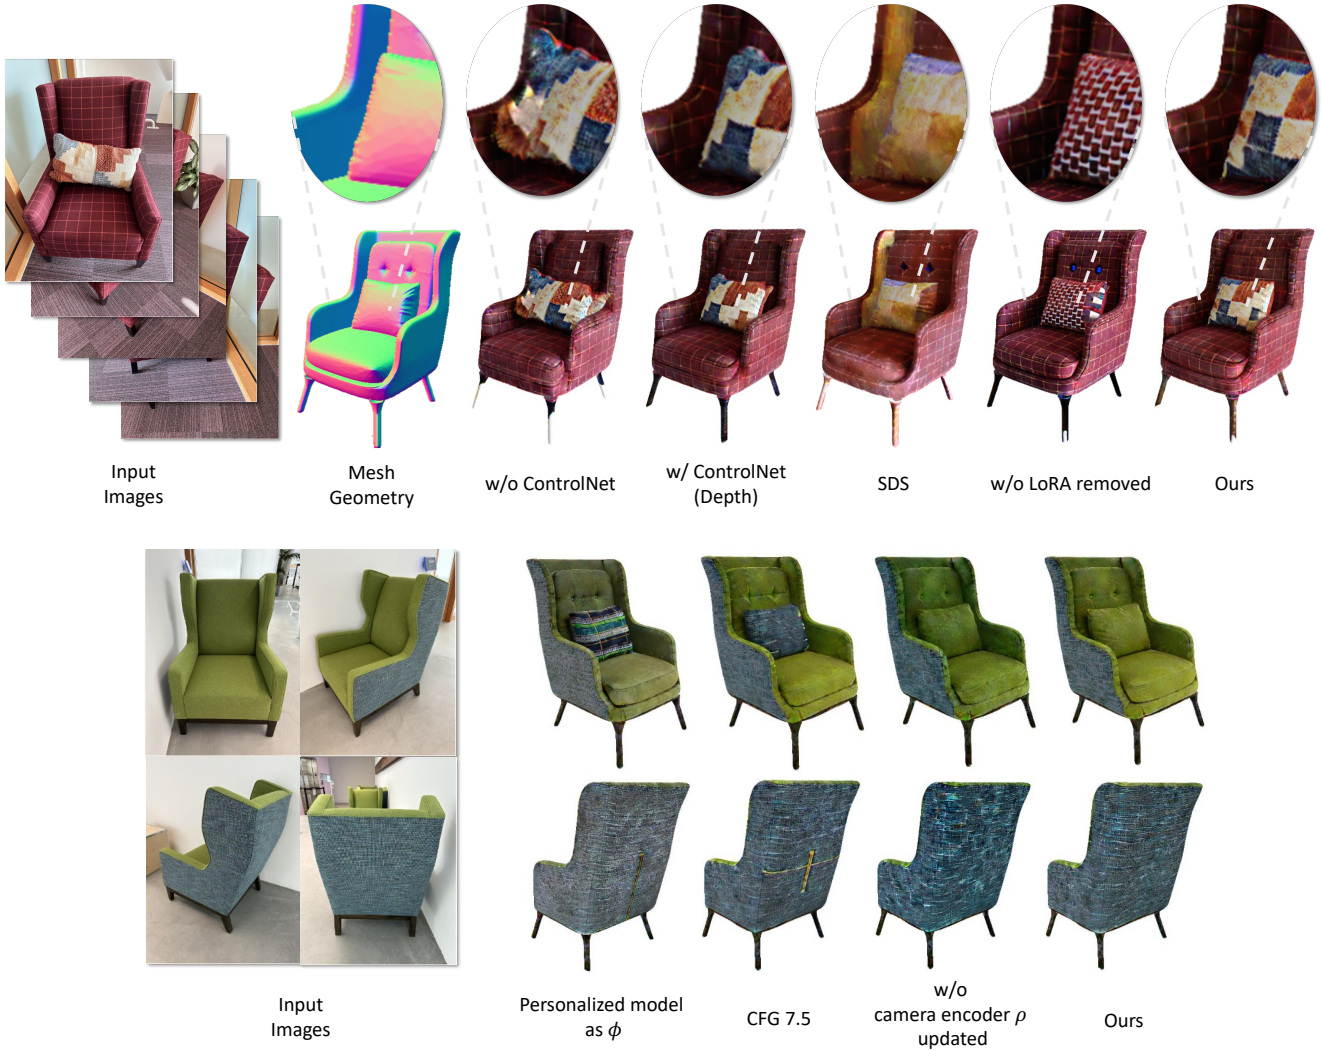 Input
Images
Mesh
Geometry
w/o ControlNet
w/ ControlNet
(Depth)
SDS
w/o LoRA removed
Ours
Input
Images
Personalized model
as ϕ
CFG 7.5
w/o
camera encoder ρ
updated
Ours